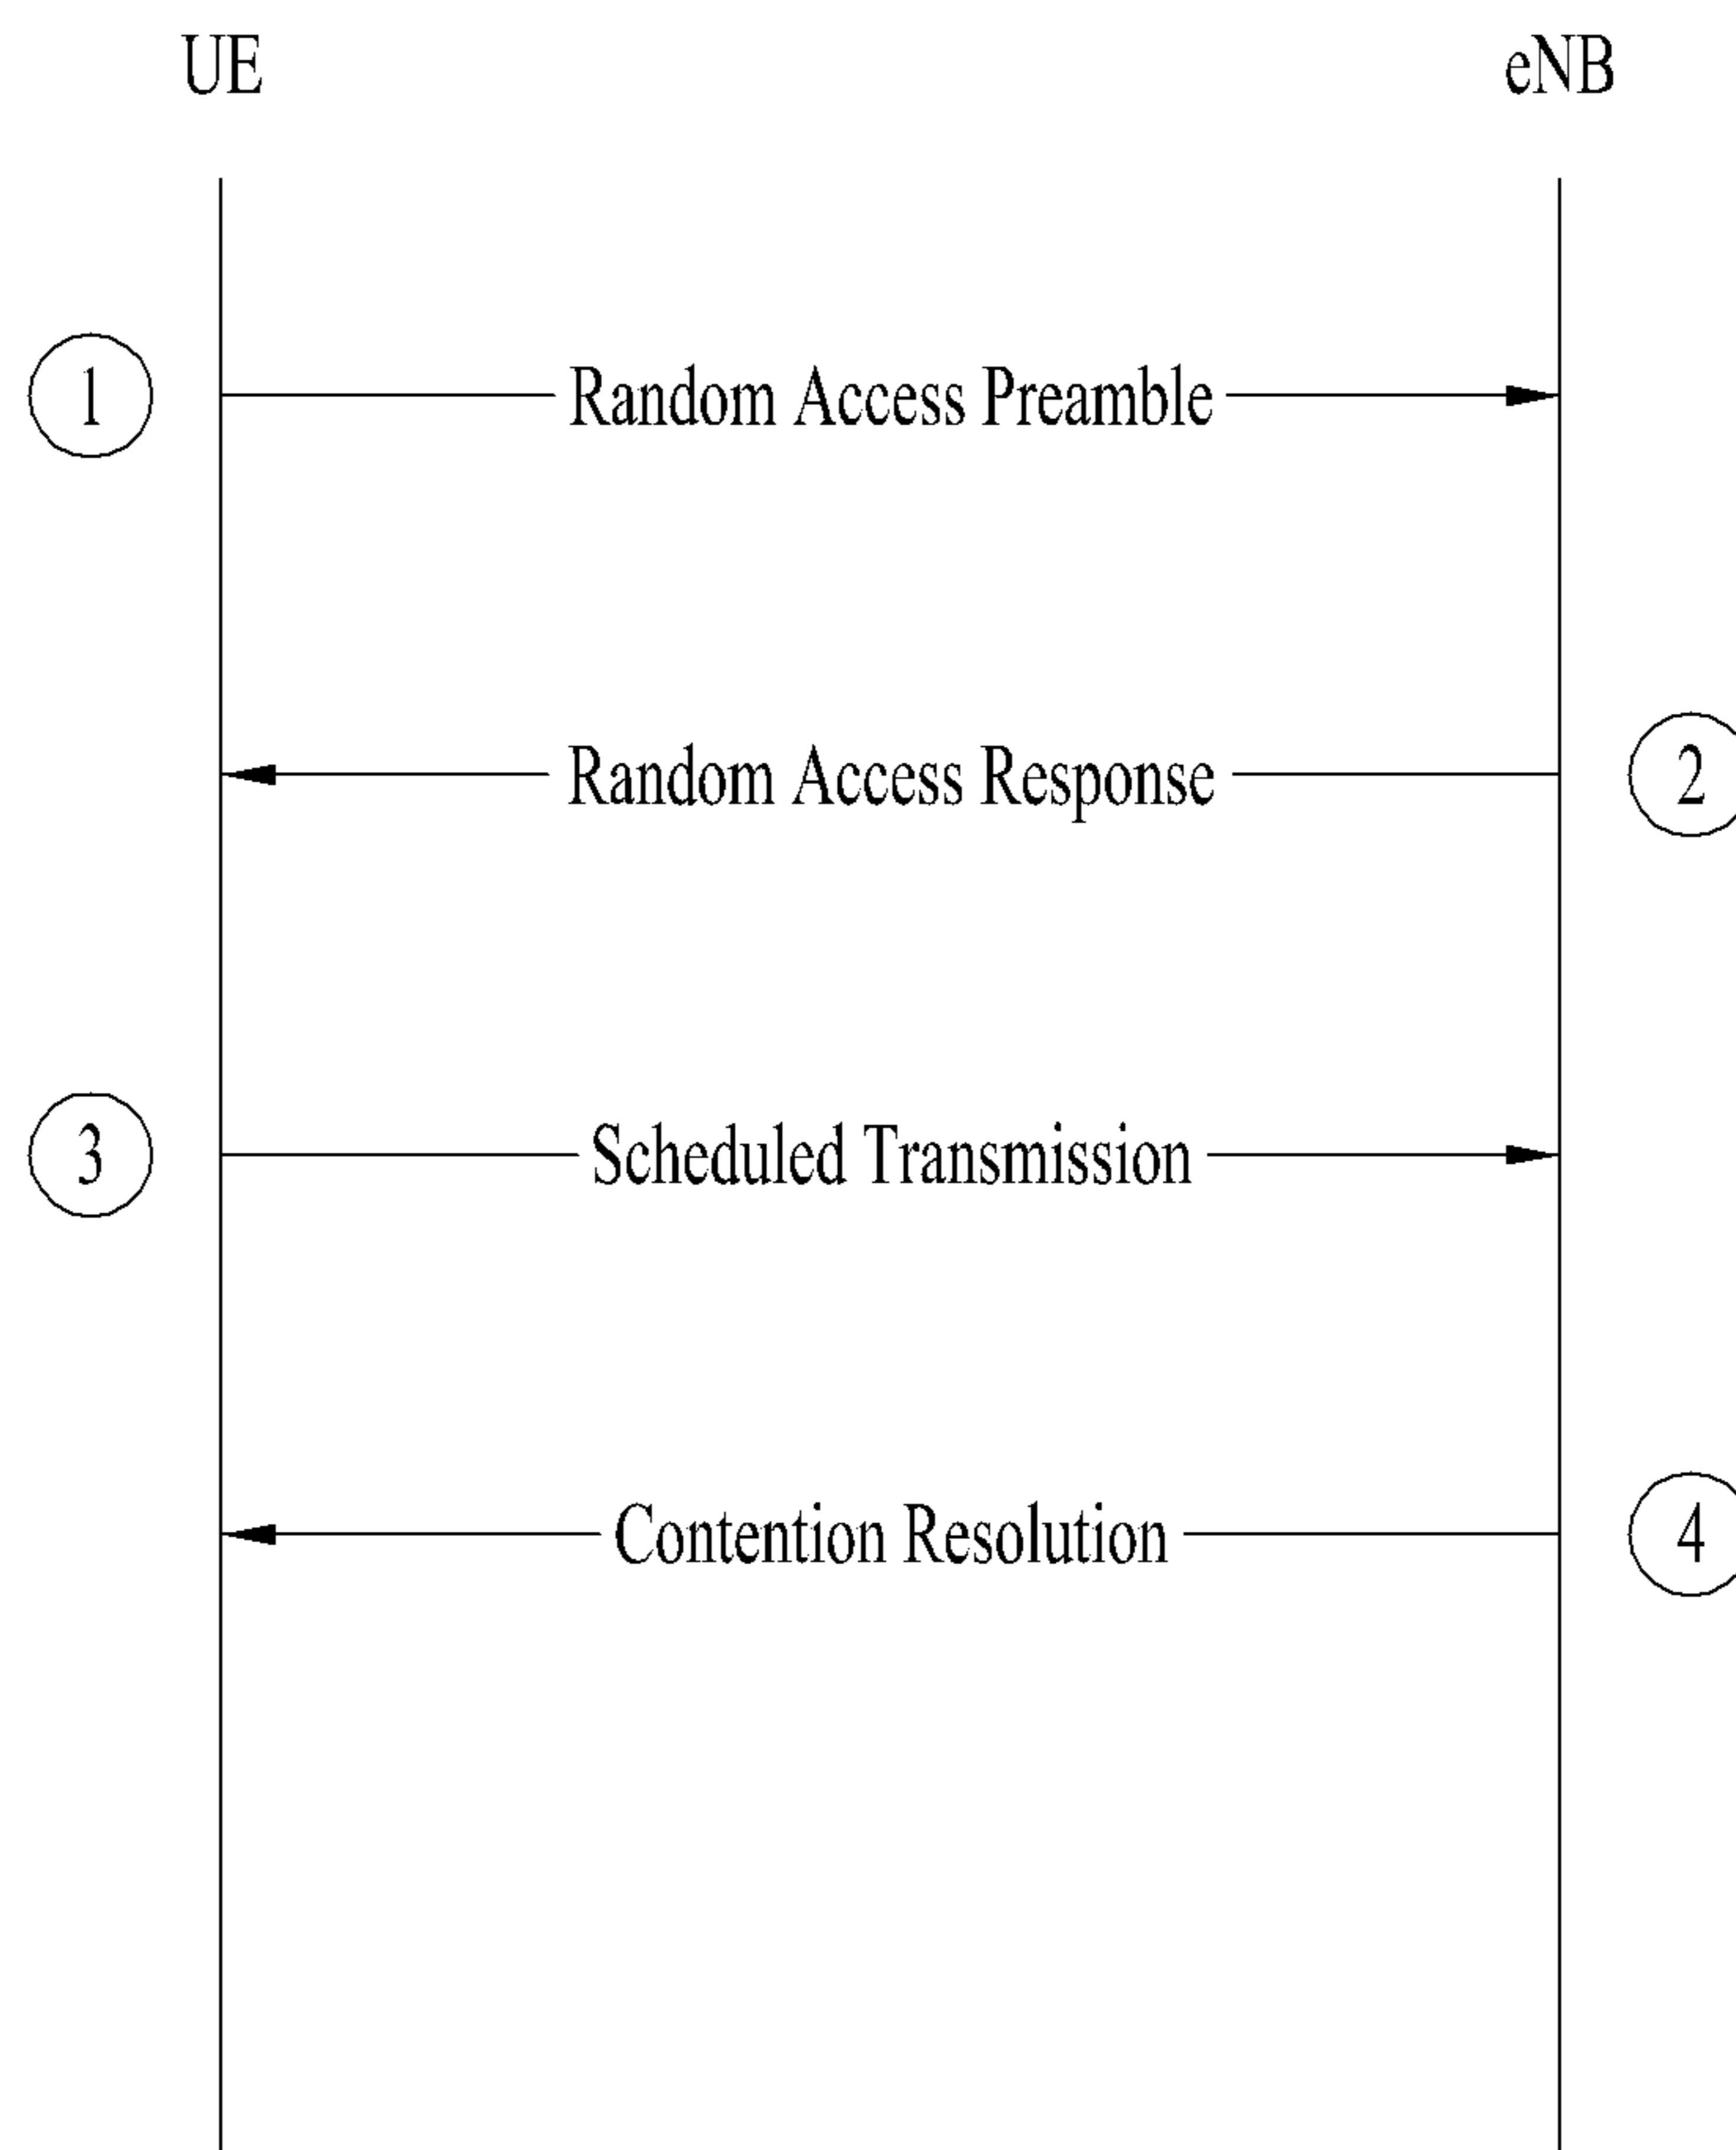 UE eNB
1 Random Access Preamble
Random Access Response 2
3 Scheduled Transmission
Contention Resolution 4